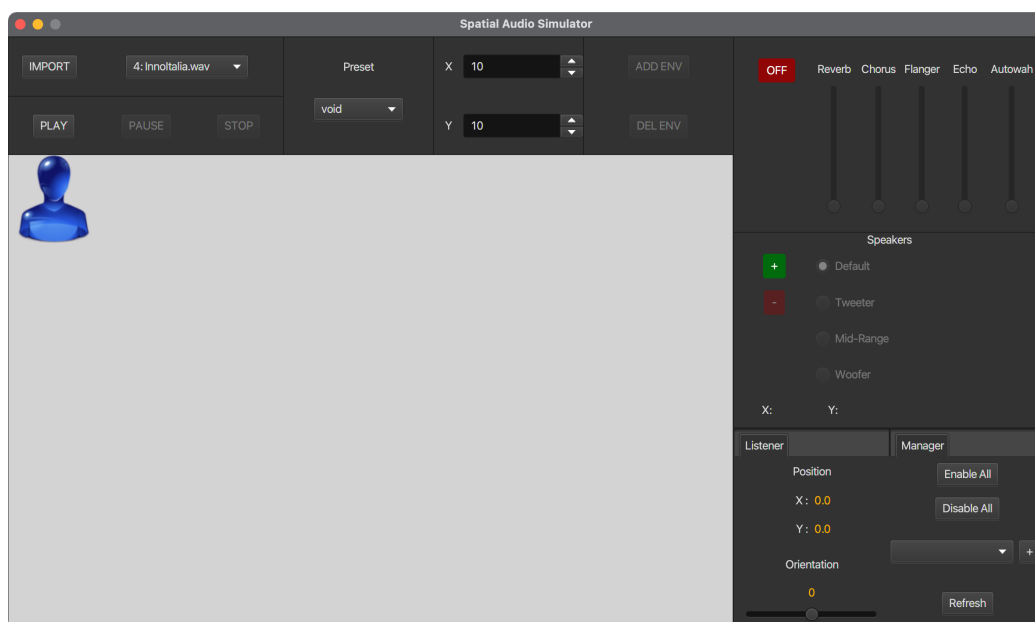 Spatial Audio Simulator
IMPORT
4: InnoItalia.wav
Preset
X 10
ADD ENV
OFF
Reverb Chorus Flanger Echo Autowah
PLAY
PAUSE
STOP
void
Y 10
DEL ENV
Speakers
+
Default
-
Tweeter
Mid-Range
Woofer
X: Y:
Listener
Manager
Position
Enable All
X: 0.0
Disable All
Y: 0.0
+
Orientation
0
Refresh